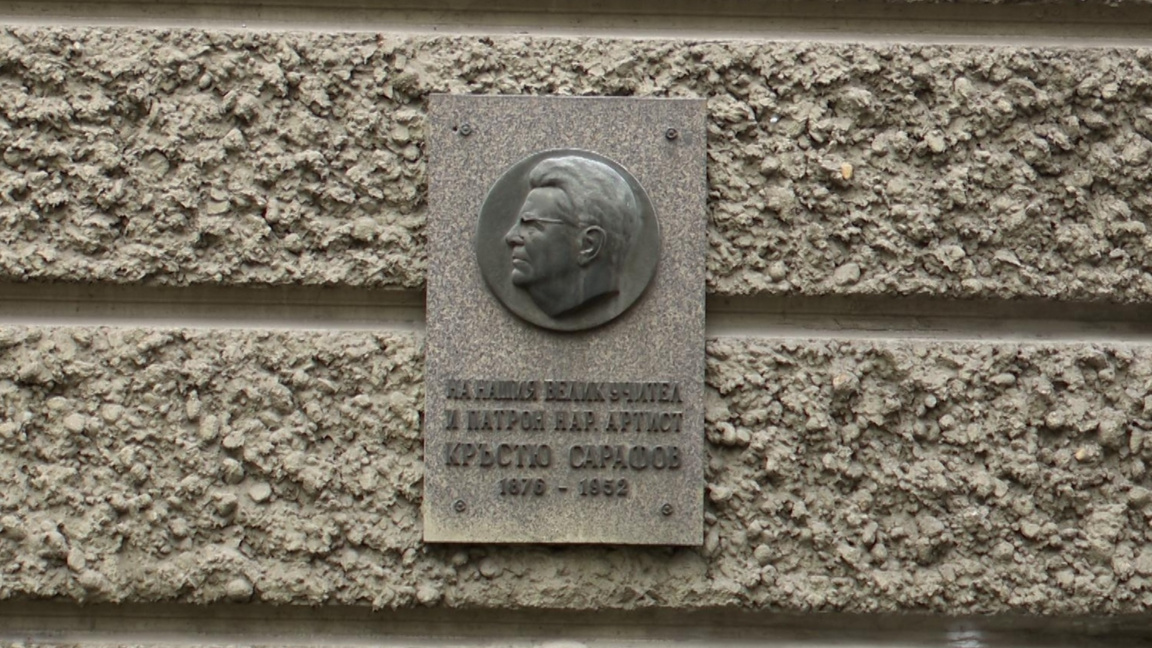 НА НАШИЯ ВЕЛИК УЧИТЕЛ
И ПАТРОН НАР. АРТИСТ
КРЪСТЮ САРАФОВ
1876 - 1952